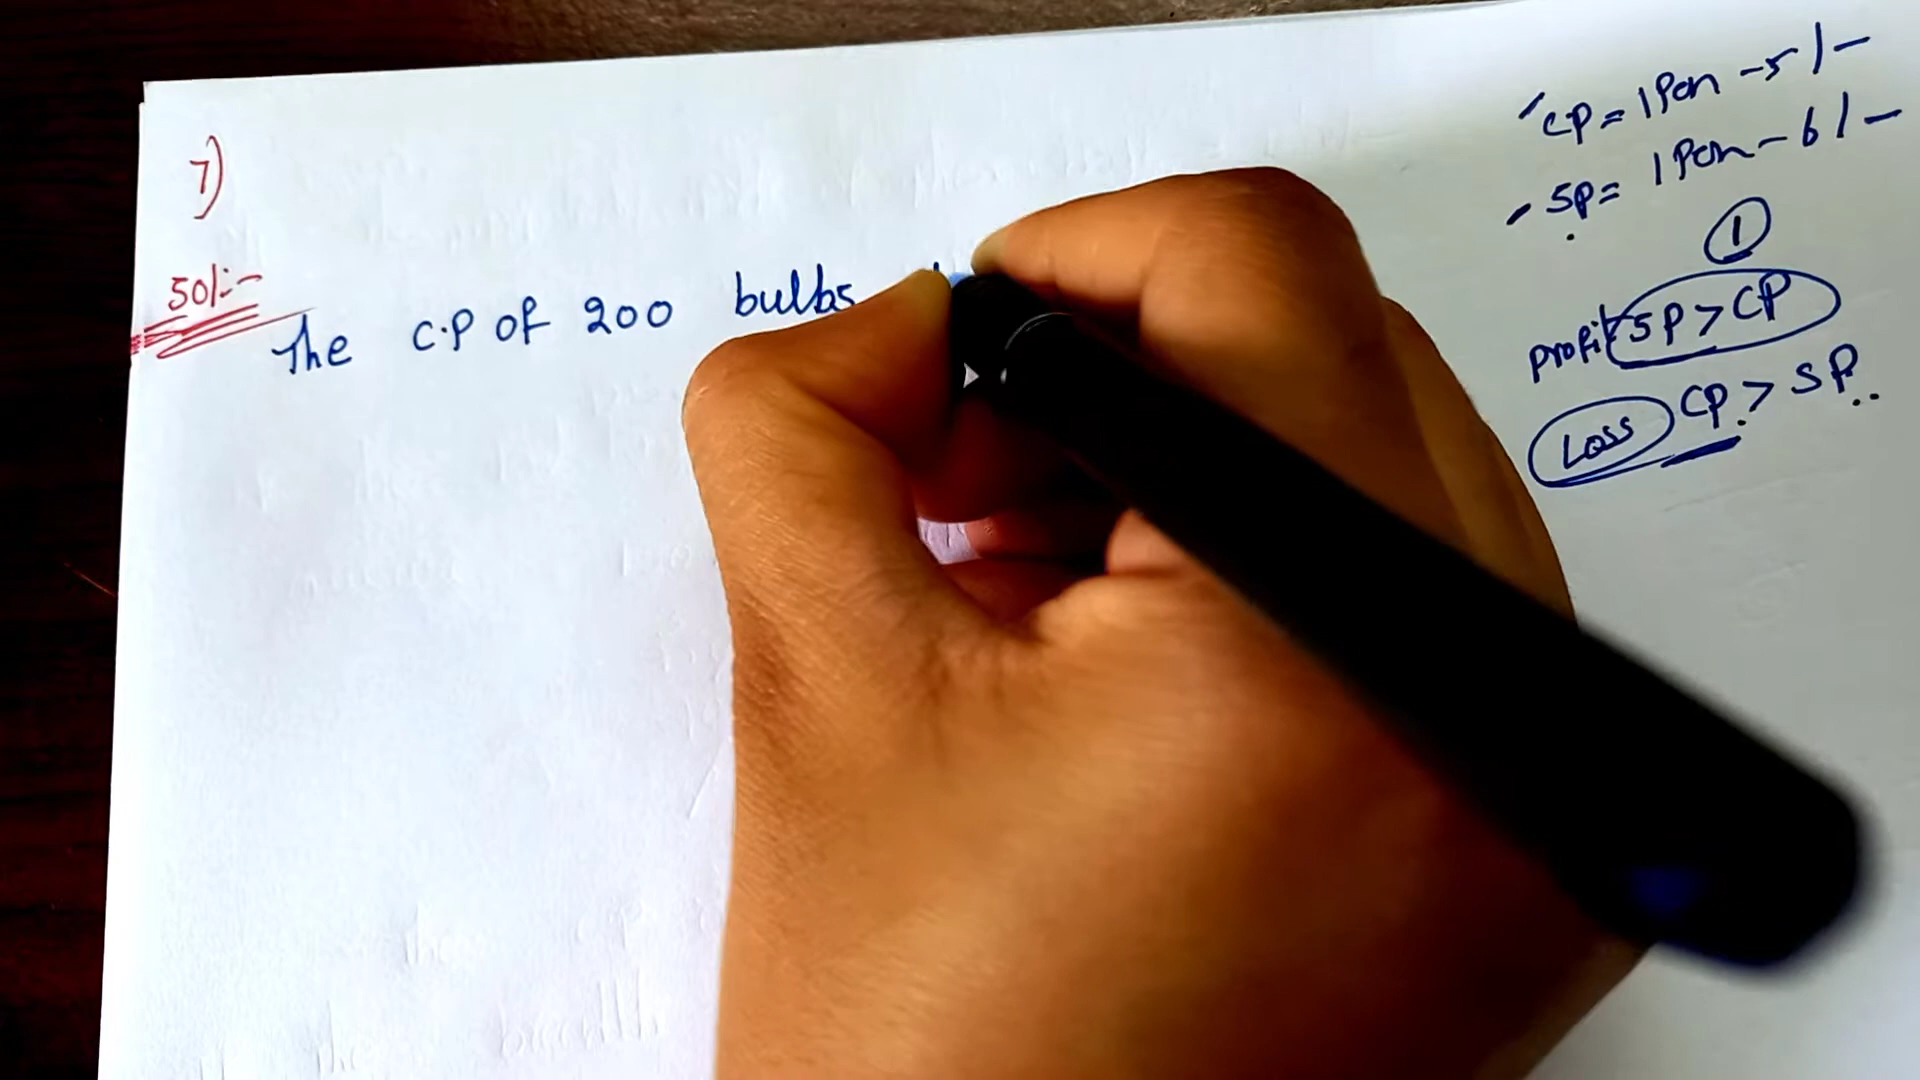 7)
Sol:-
The C.P of 200 bulbs
CP = 1 Pen - 5/-
SP = 1 Pen - 6/-
1
Profit SP > CP
Loss CP > SP